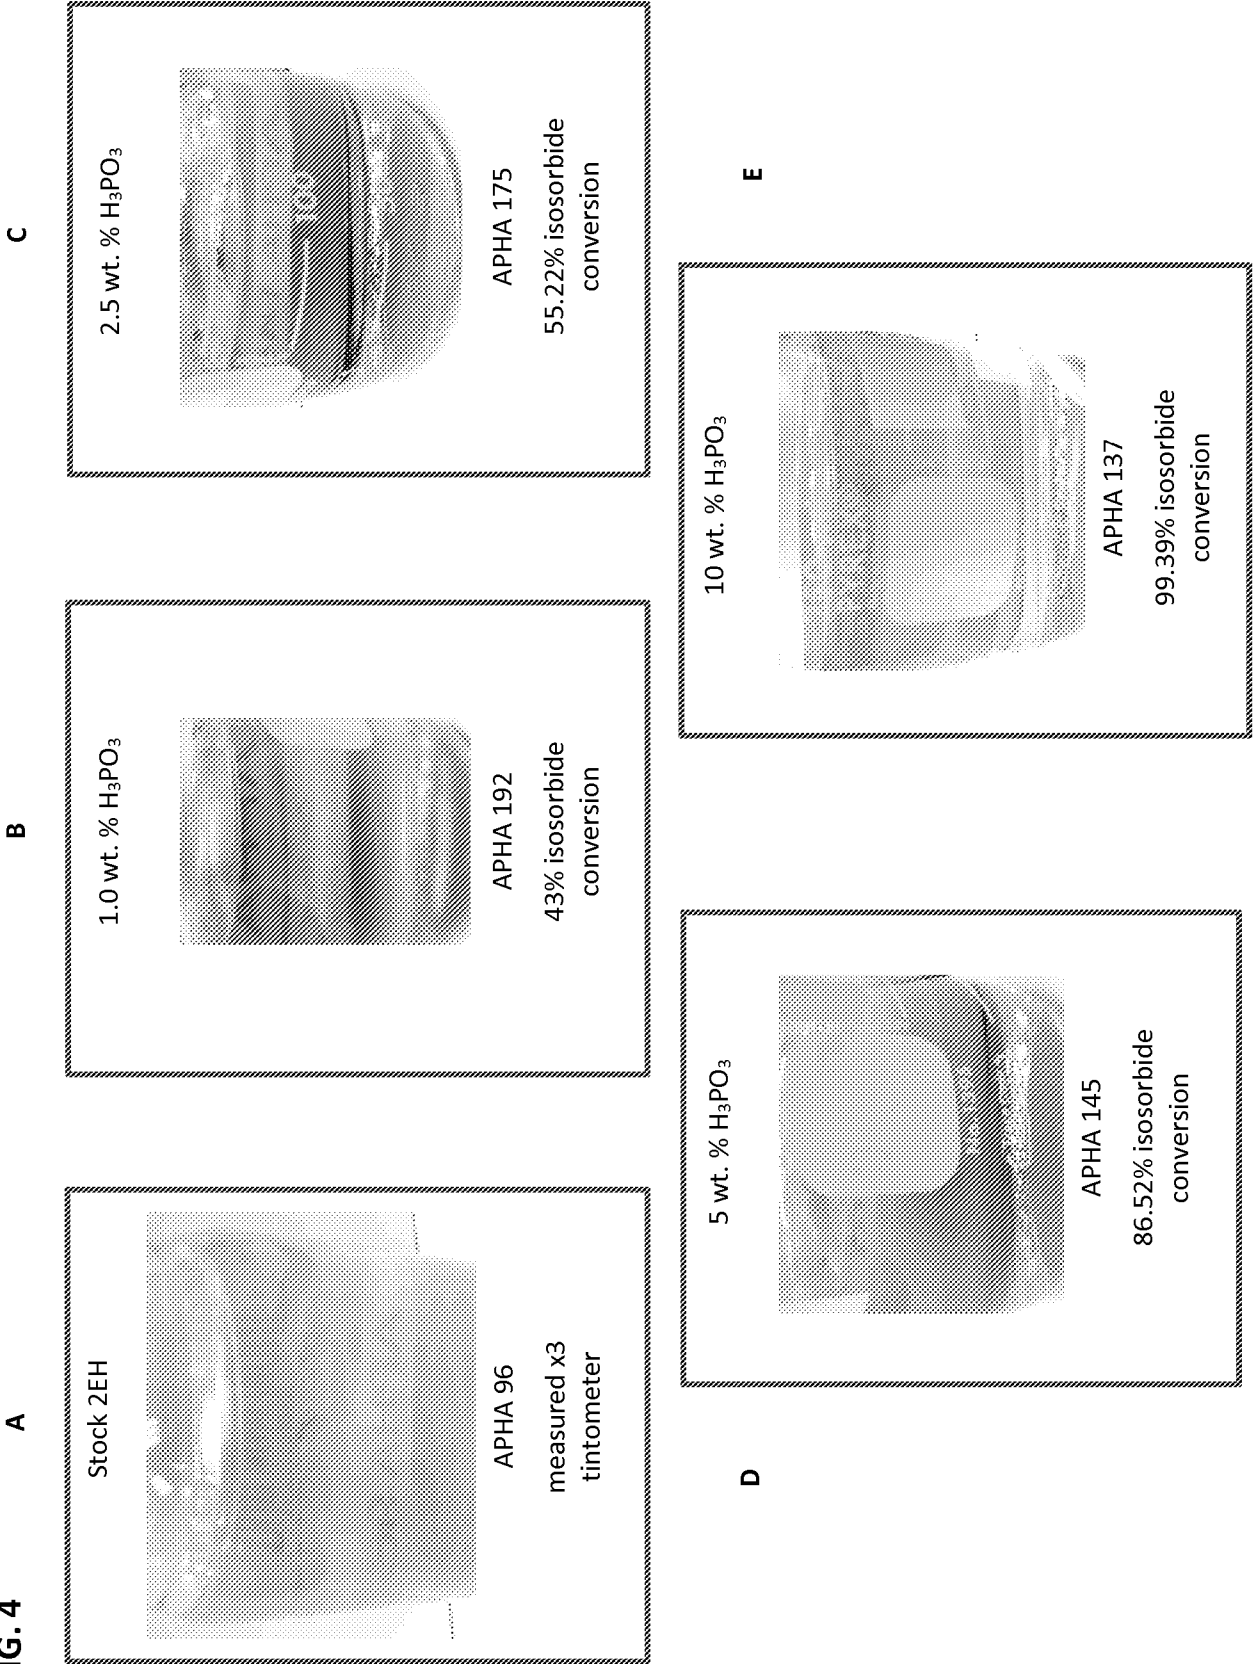 G. 4
A
Stock 2EH
APHA 96
measured x3
tintometer
B
1.0 wt. % H₃PO₃
APHA 192
43% isosorbide
conversion
C
2.5 wt. % H₃PO₃
100
APHA 175
55.22% isosorbide
conversion
D
5 wt. % H₃PO₃
APHA 145
86.52% isosorbide
conversion
E
10 wt. % H₃PO₃
APHA 137
99.39% isosorbide
conversion